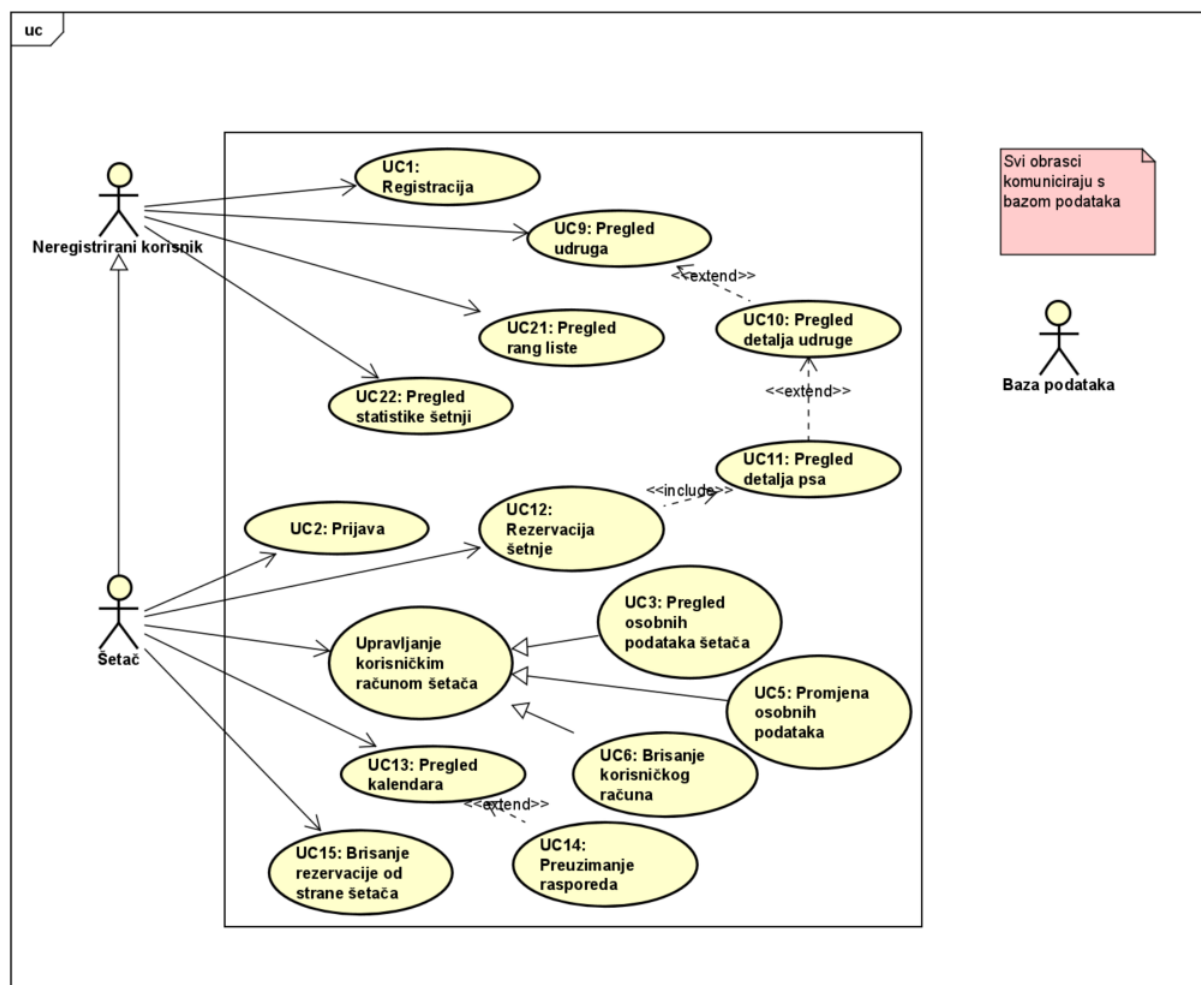 uc
UC1:
Registracija
Svi obrasci
komuniciraju s
bazom podataka
Neregistrirani korisnik
UC9: Pregled
udruga
<<extend>>
UC10: Pregled
detalja udruge
UC21: Pregled
rang liste
Baza podataka
<<extend>>
UC22: Pregled
statistike šetnji
UC11: Pregled
detalja psa
<<include>>
UC12:
Rezervacija
šetnje
UC2: Prijava
Šetač
UC3: Pregled
osobnih
podataka šetača
Upravljanje
korisničkim
računom šetača
UC5: Promjena
osobnih
podataka
UC6: Brisanje
korisničkog
računa
UC13: Pregled
kalendara
<<extend>>
UC14:
Preuzimanje
rasporeda
UC15: Brisanje
rezervacije od
strane šetača